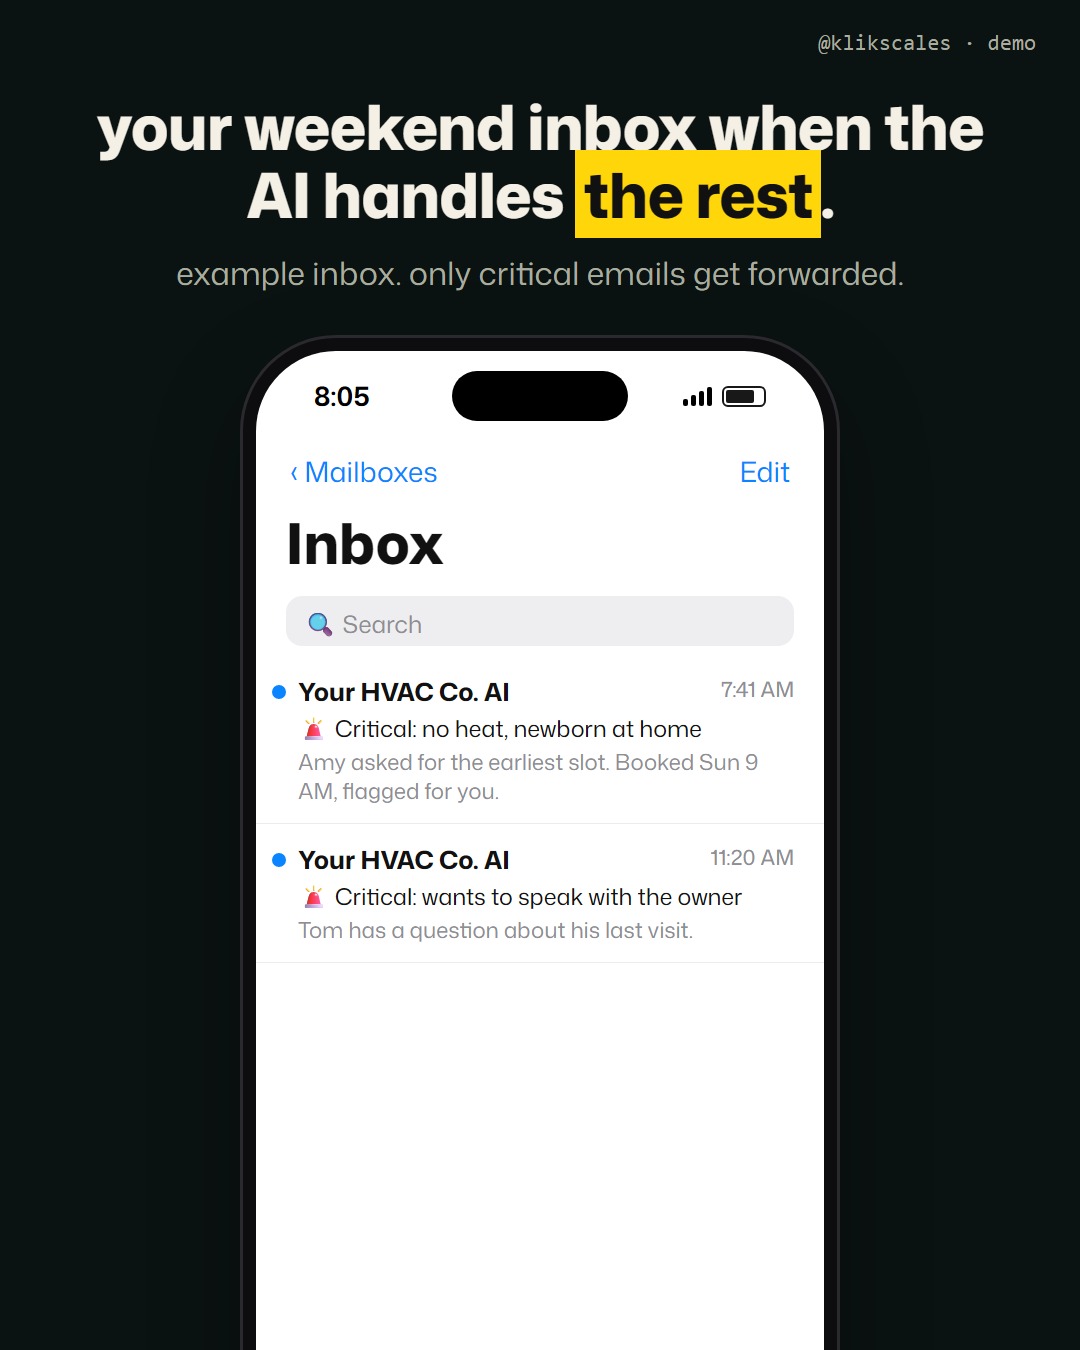 @klikscales · demo
your weekend inbox when the
AI handles the rest.
example inbox. only critical emails get forwarded.
8:05
‹ Mailboxes
Edit
Inbox
🔍 Search
Your HVAC Co. AI
7:41 AM
🚨 Critical: no heat, newborn at home
Amy asked for the earliest slot. Booked Sun 9
AM, flagged for you.
Your HVAC Co. AI
11:20 AM
🚨 Critical: wants to speak with the owner
Tom has a question about his last visit.